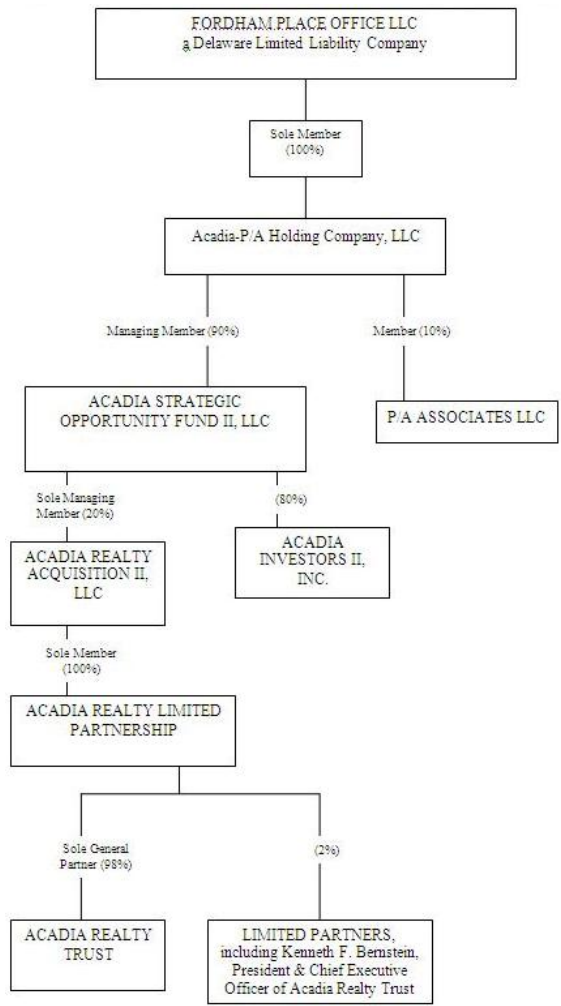 FORDHAM PLACE OFFICE LLC
a Delaware Limited Liability Company
Sole Member
(100%)
Acadia-P/A Holding Company, LLC
Managing Member (90%)
Member (10%)
ACADIA STRATEGIC
OPPORTUNITY FUND II, LLC
P/A ASSOCIATES LLC
Sole Managing
Member (20%)
(80%)
ACADIA REALTY
ACQUISITION II,
LLC
ACADIA
INVESTORS II,
INC.
Sole Member
(100%)
ACADIA REALTY LIMITED
PARTNERSHIP
Sole General
Partner (98%)
(2%)
ACADIA REALTY
TRUST
LIMITED PARTNERS,
including Kenneth F. Bernstein,
President & Chief Executive
Officer of Acadia Realty Trust